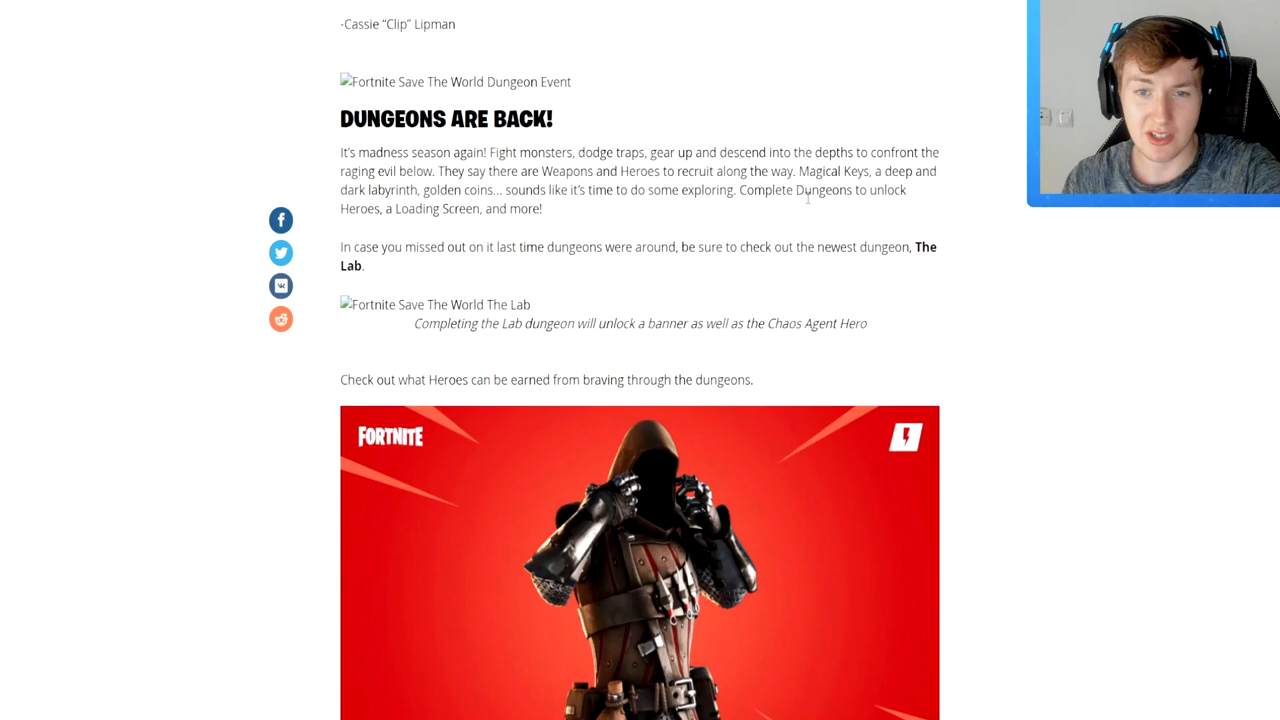 -Cassie “Clip” Lipman
Fortnite Save The World Dungeon Event
DUNGEONS ARE BACK!
It’s madness season again! Fight monsters, dodge traps, gear up and descend into the depths to confront the
raging evil below. They say there are Weapons and Heroes to recruit along the way. Magical Keys, a deep and
dark labyrinth, golden coins... sounds like it’s time to do some exploring. Complete Dungeons to unlock
Heroes, a Loading Screen, and more!
In case you missed out on it last time dungeons were around, be sure to check out the newest dungeon, The
Lab.
Fortnite Save The World The Lab
Completing the Lab dungeon will unlock a banner as well as the Chaos Agent Hero
Check out what Heroes can be earned from braving through the dungeons.
FORTNITE